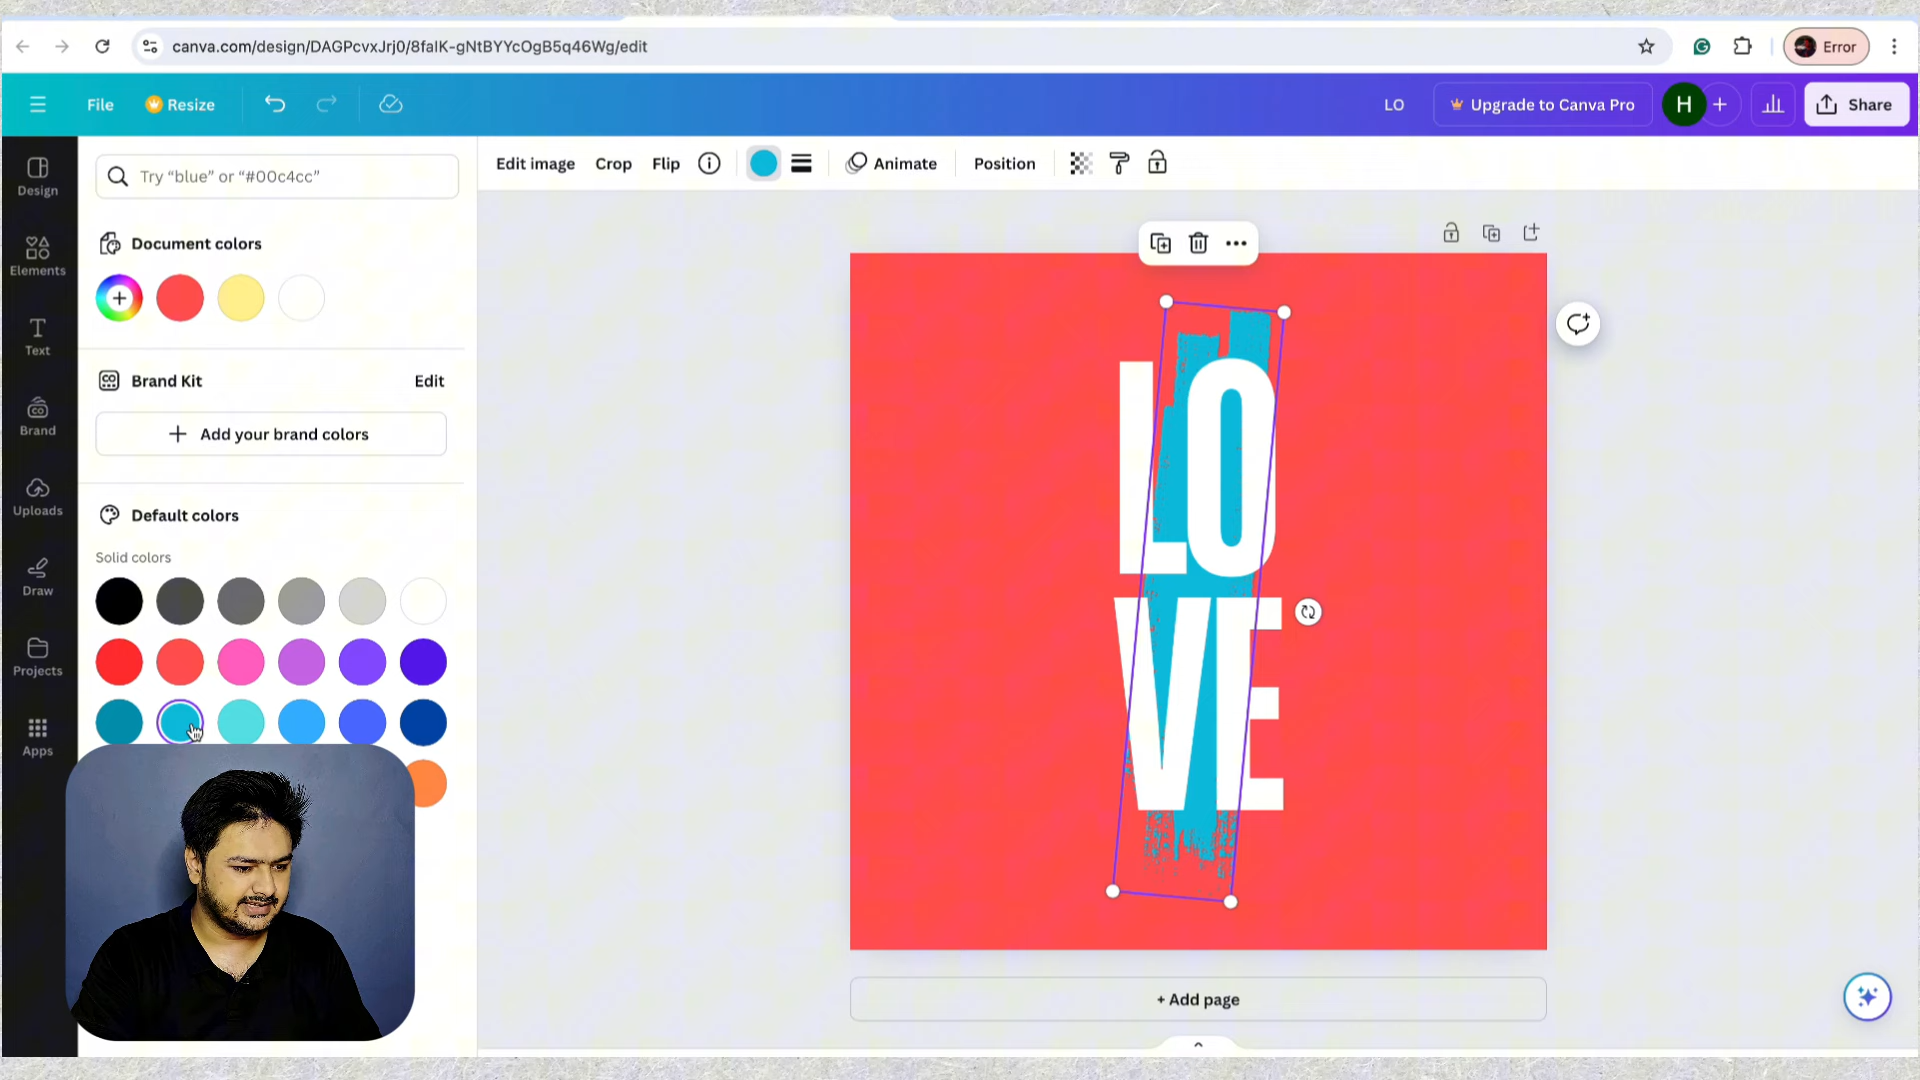 canva.com/design/DAGPcvxJrj0/8faIK-gNtBYYcOgB5q46Wg/edit
Error
File
Resize
LO
Upgrade to Canva Pro
H
Share
Design
Elements
Text
Brand
Uploads
Draw
Projects
Apps
Try “blue” or “#00c4cc”
Document colors
Brand Kit
Edit
Add your brand colors
Default colors
Solid colors
Edit image
Crop
Flip
Animate
Position
LO
VE
+ Add page